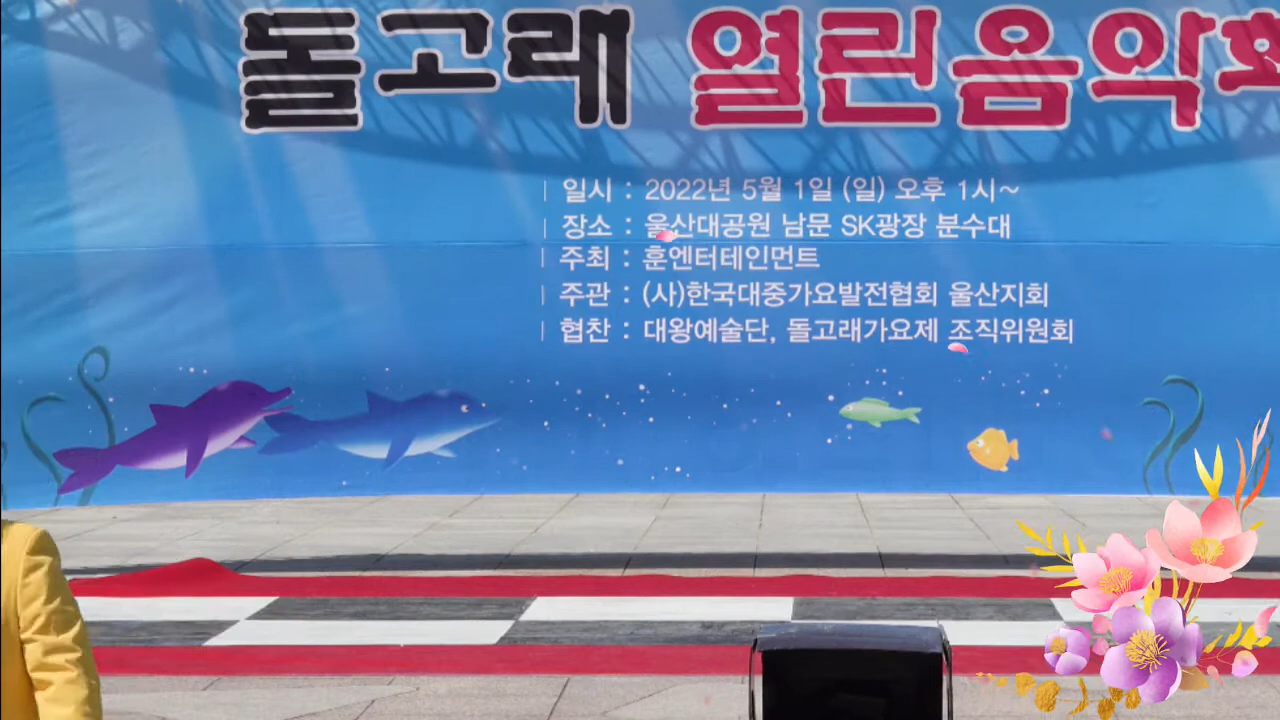 돌고래 열린음악회
일시 : 2022년 5월 1일 (일) 오후 1시~
장소 : 울산대공원 남문 SK광장 분수대
주최 : 훈엔터테인먼트
주관 : (사)한국대중가요발전협회 울산지회
협찬 : 대왕예술단, 돌고래가요제 조직위원회